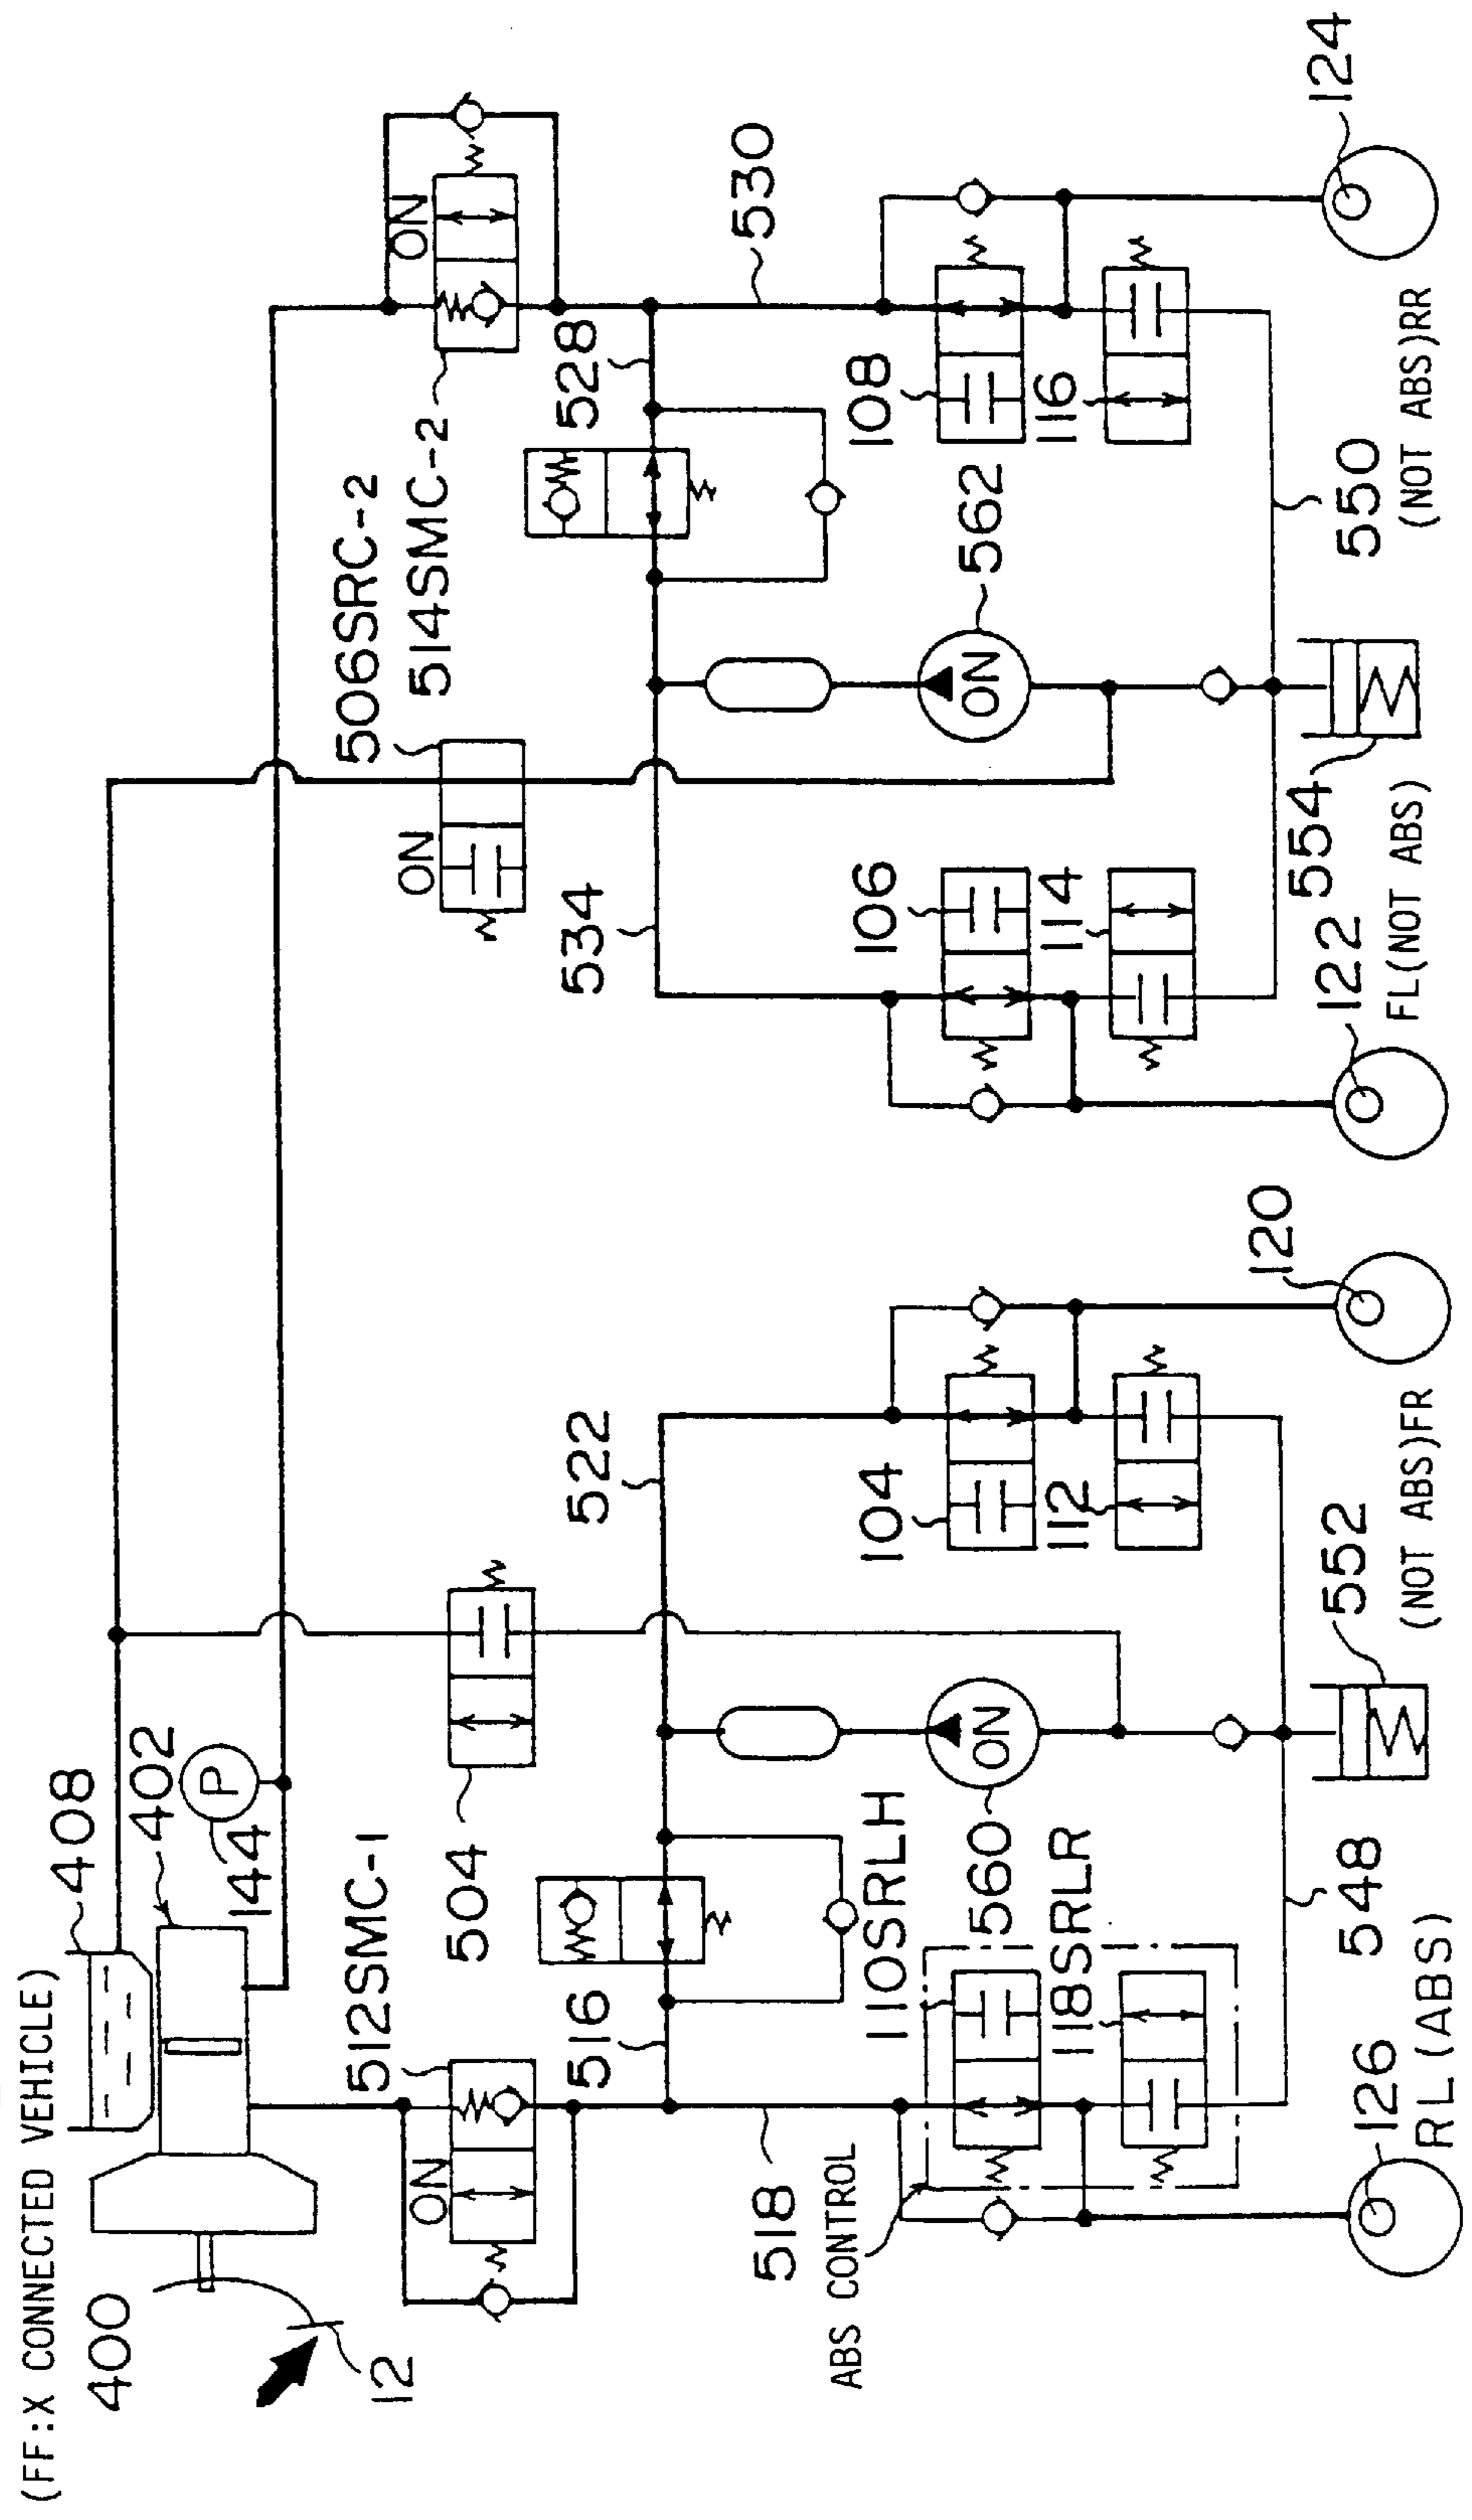 (FF:X CONNECTED VEHICLE)
400
408
402
144
P
12
512SMC-1
ON
504
506SRC-2
514SMC-2
ON
ON
516
518
522
534
528
530
ABS CONTROL
110SRLH
118SRLR
560
ON
104
112
106
114
562
ON
108
116
126
RL(ABS)
548
552
(NOT ABS)FR
120
122
FL(NOT ABS)
554
550
(NOT ABS)RR
124